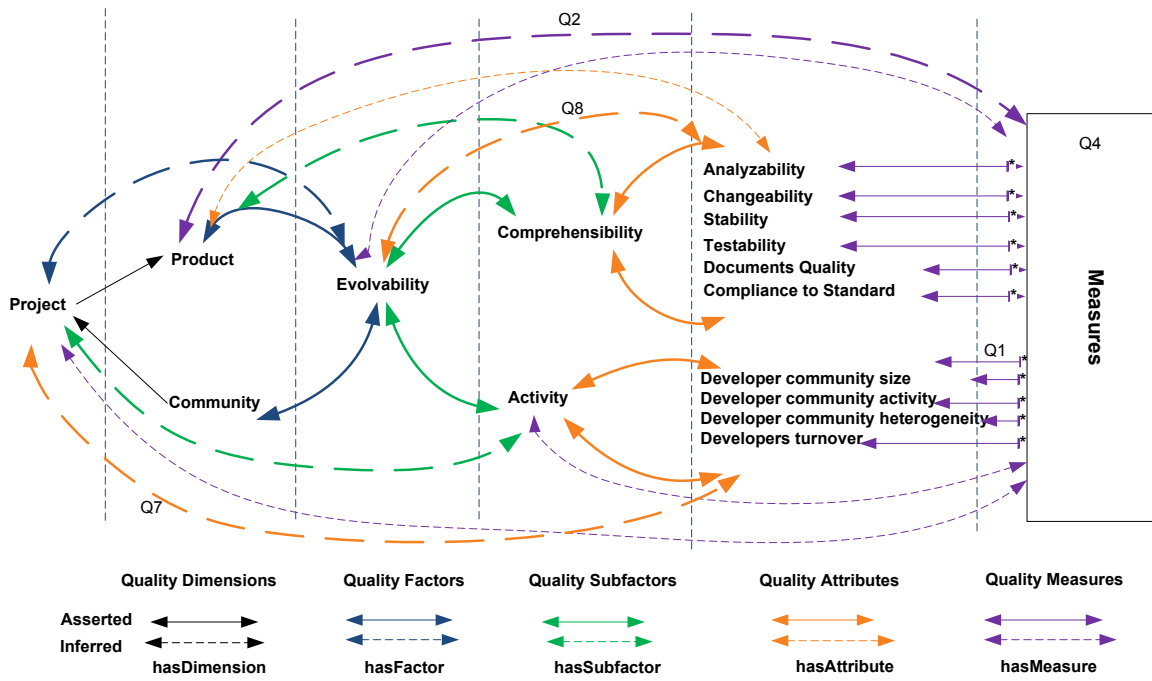 Q2
Q8
Q4
Analyzability
Changeability
Stability
Testability
Documents Quality
Compliance to Standard
Comprehensibility
Product
Evolvability
Project
Measures
Q1
Community
Activity
Developer community size
Developer community activity
Developer community heterogeneity
Developers turnover
Q7
*
*
*
*
*
*
*
*
*
*
*
Quality Dimensions
Quality Factors
Quality Subfactors
Quality Attributes
Quality Measures
Asserted
Inferred
hasDimension
hasFactor
hasSubfactor
hasAttribute
hasMeasure